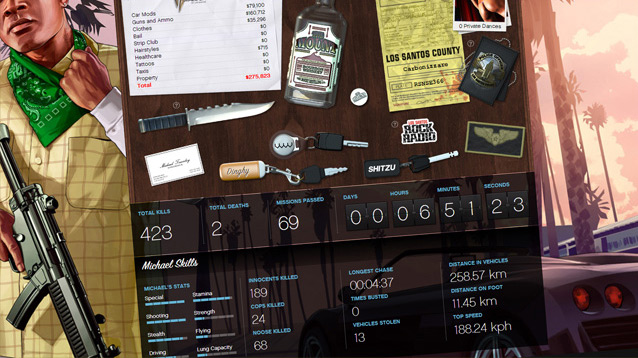 $79,100
Car Mods $160,712
Guns and Ammo $35,296
Clothes $0
Bail $0
Strip Club $0
Hairstyles $715
Healthcare $0
Tattoos $0
Taxis $0
Property $0
Total $275,823
LOS SANTOS COUNTY
Carbonizzare
0 Private Dances
LOS SANTOS
ROCK
RADIO
Dinghy
SHITZU
TOTAL KILLS
423
TOTAL DEATHS
2
MISSIONS PASSED
69
DAYS HOURS MINUTES SECONDS
0 0 0 6 5 1 2 3
Michael Skills
MICHAEL'S STATS
Special
Stamina
Shooting
Strength
Stealth
Flying
Driving
Lung Capacity
INNOCENTS KILLED
189
COPS KILLED
24
NOOSE KILLED
68
LONGEST CHASE
00:04:37
TIMES BUSTED
0
VEHICLES STOLEN
13
DISTANCE IN VEHICLES
258.57 km
DISTANCE ON FOOT
11.45 km
TOP SPEED
188.24 kph